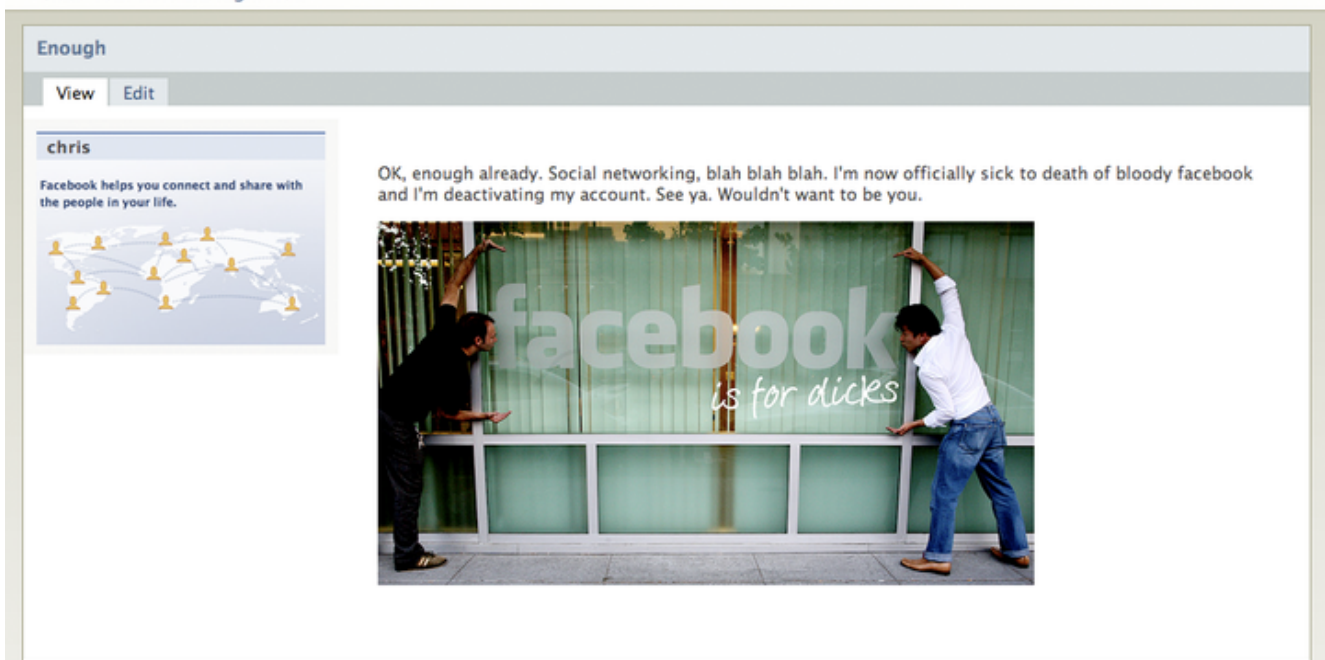 Enough
View Edit
chris
Facebook helps you connect and share with
the people in your life.
OK, enough already. Social networking, blah blah blah. I'm now officially sick to death of bloody facebook
and I'm deactivating my account. See ya. Wouldn't want to be you.
facebook
is for dicks